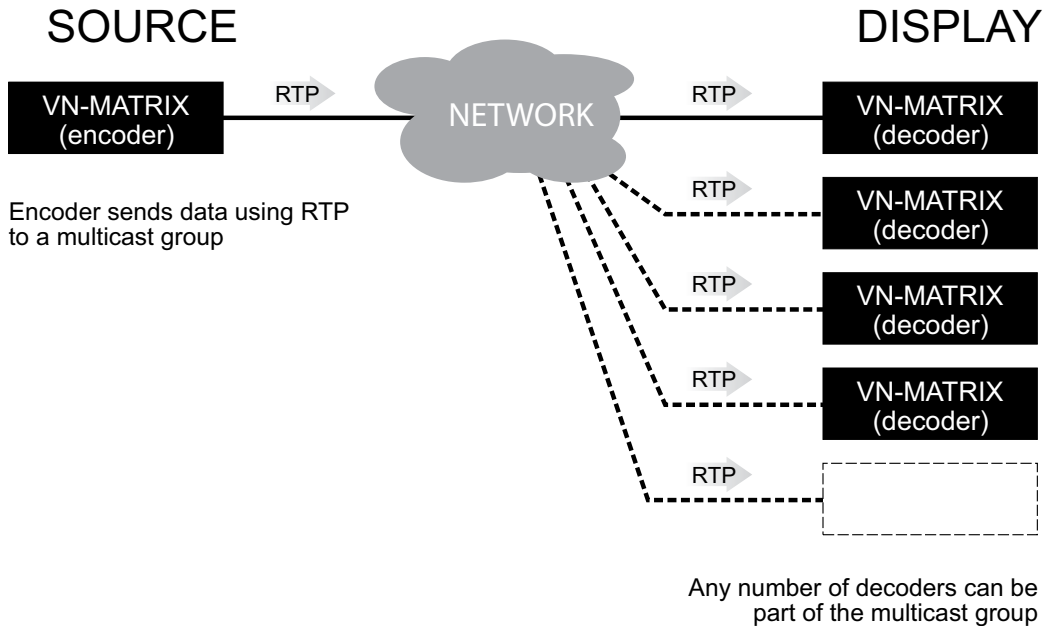 SOURCE
DISPLAY
VN-MATRIX
(encoder)
RTP
NETWORK
RTP
VN-MATRIX
(decoder)
Encoder sends data using RTP
to a multicast group
RTP
VN-MATRIX
(decoder)
RTP
VN-MATRIX
(decoder)
RTP
VN-MATRIX
(decoder)
RTP
Any number of decoders can be
part of the multicast group